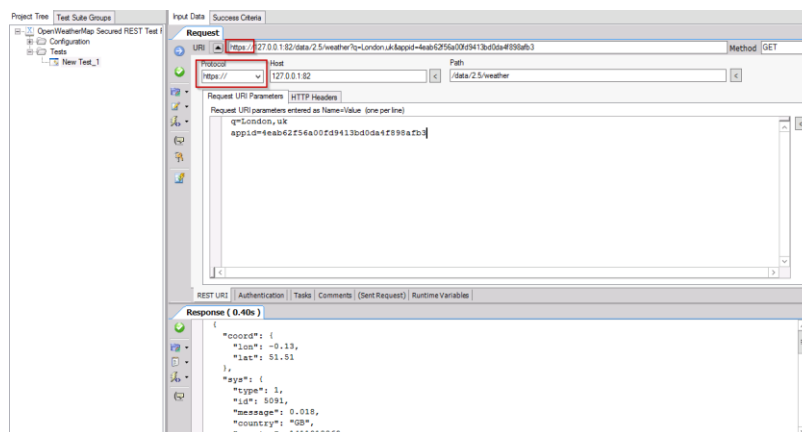 Project Tree Test Suite Groups
OpenWeatherMap Secured REST Test F
Configuration
Tests
New Test_1
Input Data Success Criteria
Request
URI https://127.0.0.1:82/data/2.5/weather?q=London,uk&appid=4eab62f56a00fd9413bd0da4f898afb3 Method GET
Protocol Host Path
https:// 127.0.0.1:82 < /data/2.5/weather <
Request URI Parameters HTTP Headers
Request URI parameters entered as Name=Value (one per line)
q=London,uk
appid=4eab62f56a00fd9413bd0da4f898afb3
REST URI Authentication Tasks Comments (Sent Request) Runtime Variables
Response ( 0.40s )
{
"coord": {
"lon": -0.13,
"lat": 51.51
},
"sys": {
"type": 1,
"id": 5091,
"message": 0.018,
"country": "GB",